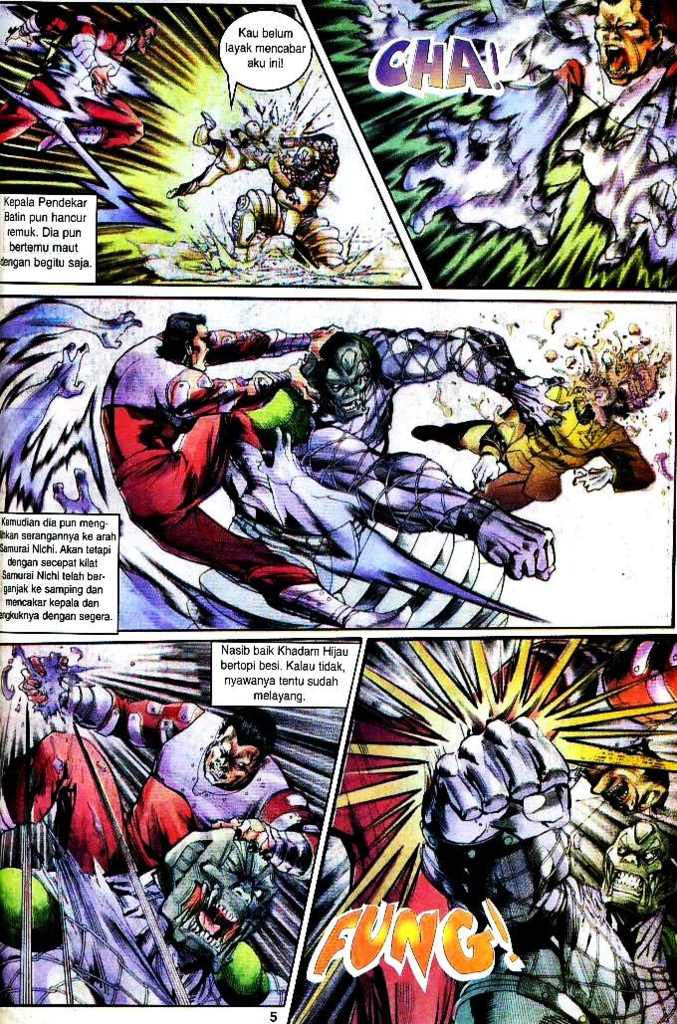 Kau belum
layak mencabar
aku ini!
CHA!
Kepala Pendekar
Batin pun hancur
remuk. Dia pun
bertemu maut
dengan begitu saja.
Kemudian dia pun meng-
serangannya ke arah
Samurai Nichi. Akan tetapi
dengan secepat kilat
Samurai Nichi telah ber-
ganjak ke samping dan
mencakar kepala dan
dengan segera.
Nasib baik Khadam Hijau
bertopi besi. Kalau tidak,
nyawanya tentu sudah
melayang.
FUNG!
5